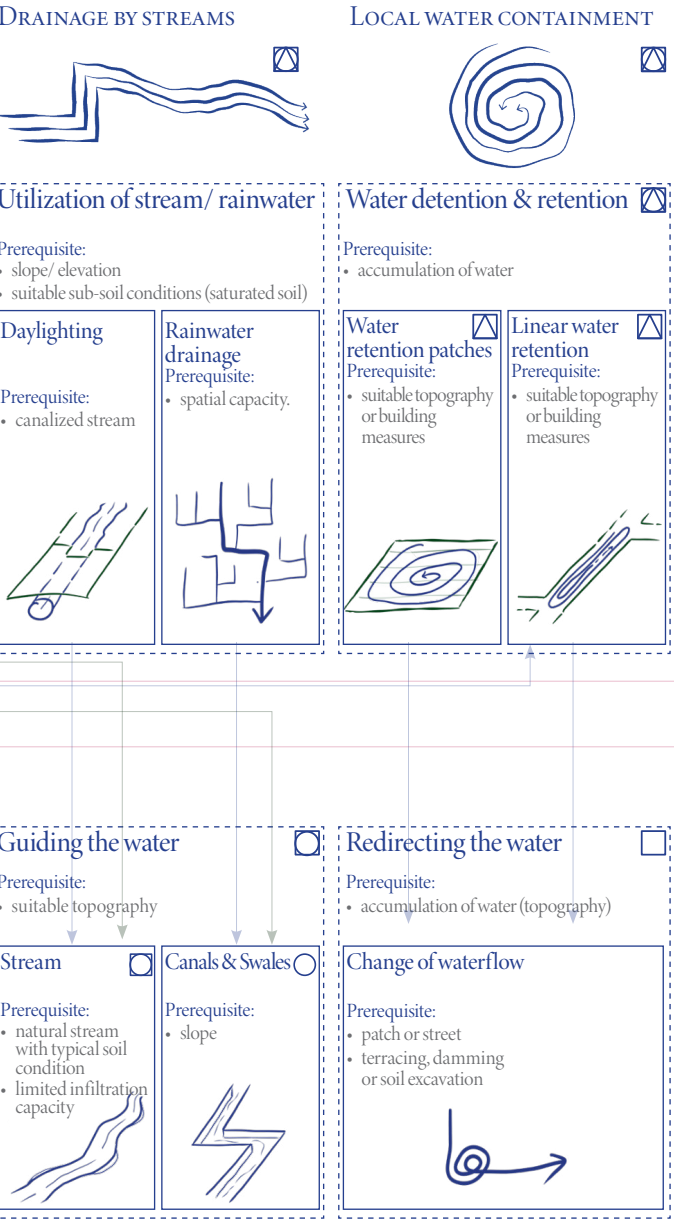 DRAINAGE BY STREAMS
LOCAL WATER CONTAINMENT
Utilization of stream/ rainwater
Prerequisite:
• slope/ elevation
• suitable sub-soil conditions (saturated soil)
Daylighting
Prerequisite:
• canalized stream
Rainwater
drainage
Prerequisite:
• spatial capacity.
Water detention & retention
Prerequisite:
• accumulation of water
Water
retention patches
Prerequisite:
• suitable topography
or building
measures
Linear water
retention
Prerequisite:
• suitable topography
or building
measures
Guiding the water
Prerequisite:
• suitable topography
Stream
Prerequisite:
• natural stream
with typical soil
condition
• limited infiltration
capacity
Canals & Swales
Prerequisite:
• slope
Redirecting the water
Prerequisite:
• accumulation of water (topography)
Change of waterflow
Prerequisite:
• patch or street
• terracing, damming
or soil excavation